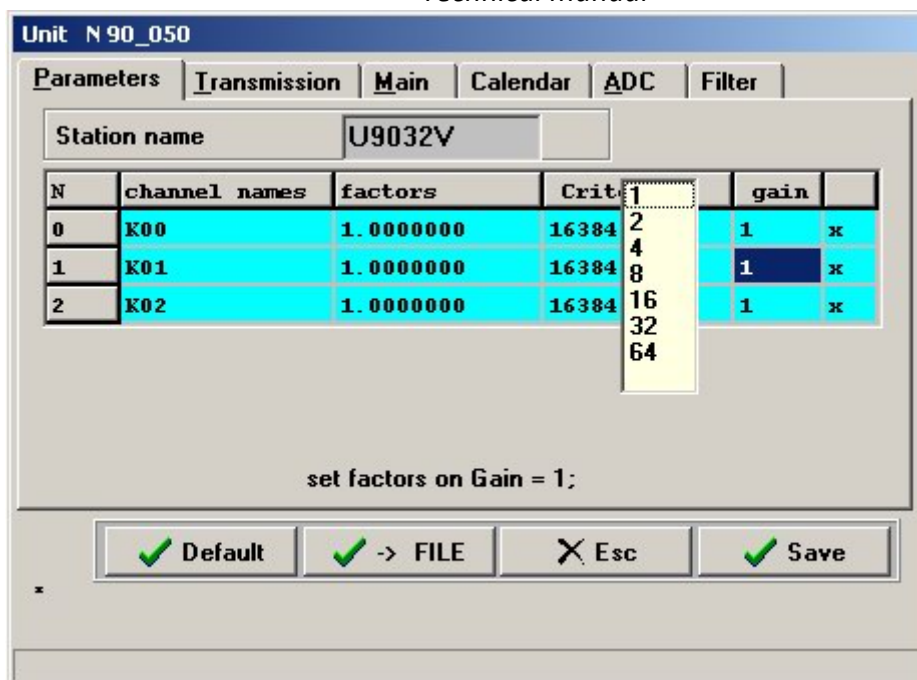 Technical Manual
Unit N 90_050
Parameters Transmission Main Calendar ADC Filter
Station name U9032V
N channel names factors Crit gain
0 K00 1.0000000 16384 1 x
1 K01 1.0000000 16384 1 x
2 K02 1.0000000 16384 1 x
1
2
4
8
16
32
64
set factors on Gain = 1;
Default -> FILE Esc Save
x